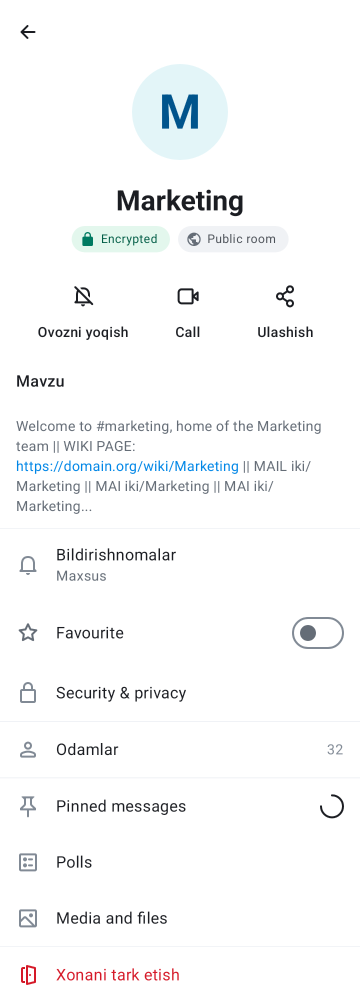 M
Marketing
Encrypted
Public room
Ovozni yoqish
Call
Ulashish
Mavzu
Welcome to #marketing, home of the Marketing
team || WIKI PAGE:
https://domain.org/wiki/Marketing || MAIL iki/
Marketing || MAI iki/Marketing || MAI iki/
Marketing...
Bildirishnomalar
Maxsus
Favourite
Security & privacy
Odamlar 32
Pinned messages
Polls
Media and files
Xonani tark etish